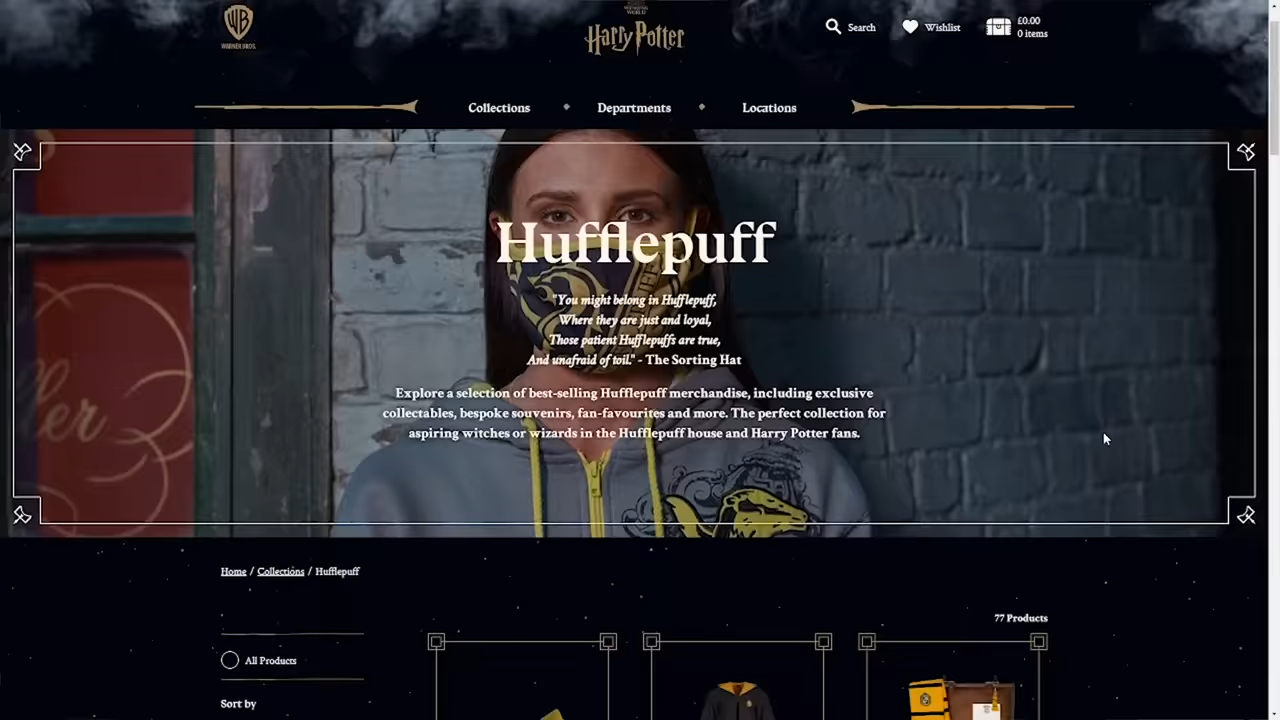 WARNER BROS.
WIZARDING
WORLD
Harry Potter
Search
Wishlist
£0.00
0 items
Collections
Departments
Locations
Hufflepuff
"You might belong in Hufflepuff,
Where they are just and loyal,
Those patient Hufflepuffs are true,
And unafraid of toil." - The Sorting Hat
Explore a selection of best-selling Hufflepuff merchandise, including exclusive
collectables, bespoke souvenirs, fan-favourites and more. The perfect collection for
aspiring witches or wizards in the Hufflepuff house and Harry Potter fans.
Home / Collections / Hufflepuff
77 Products
All Products
Sort by